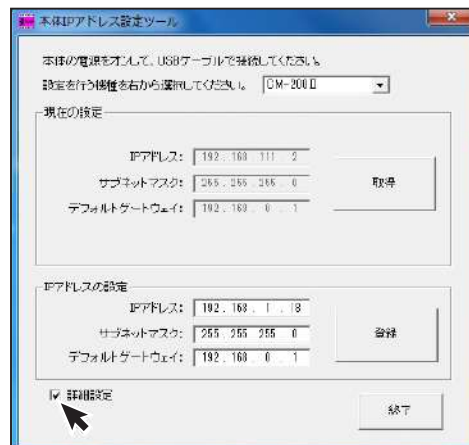 本体IPアドレス設定ツール
本体の電源をオンして、USBケーブルで接続してください。
設定を行う機種を右から選択してください。 CM-200Ⅱ
現在の設定
IPアドレス: 192 . 168 . 111 . 2
サブネットマスク: 255 . 255 . 255 . 0
取得
デフォルトゲートウェイ: 192 . 168 . 0 . 1
IPアドレスの設定
IPアドレス: 192 . 168 . 1 . 18
サブネットマスク: 255 . 255 . 255 . 0
登録
デフォルトゲートウェイ: 192 . 168 . 0 . 1
詳細設定
終了